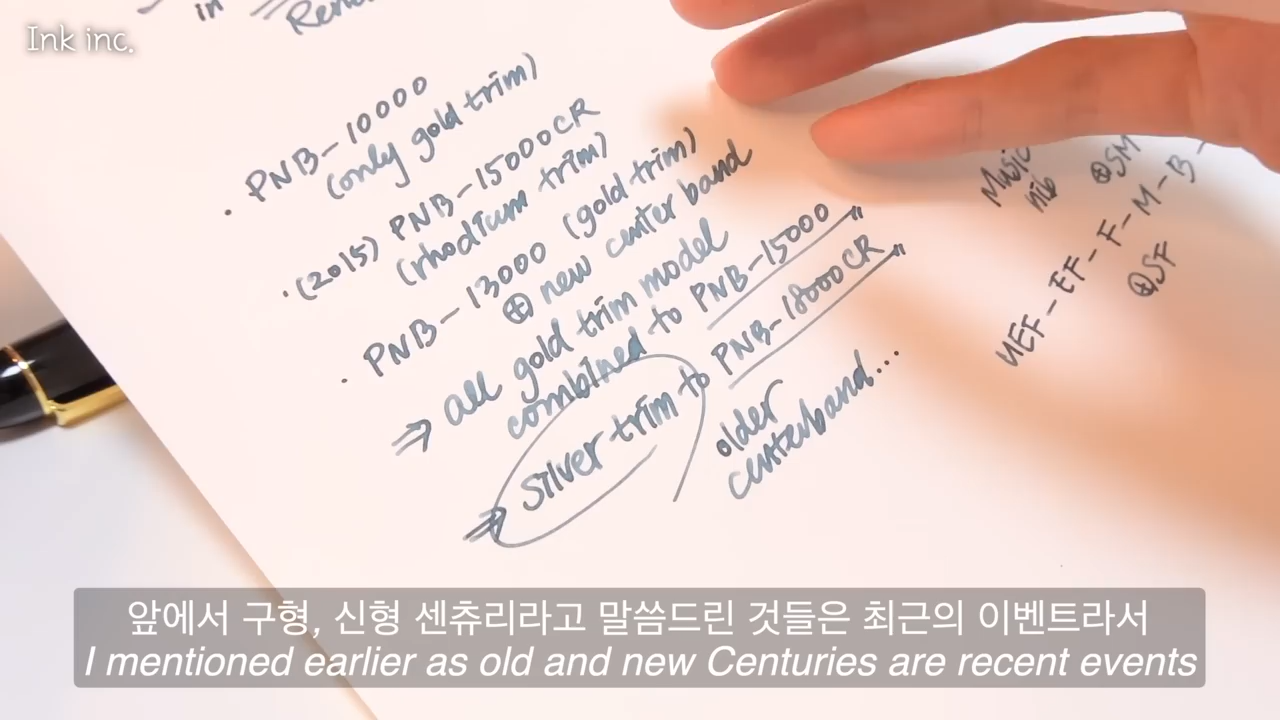 Ink inc.
in
• PNB-10000
(only gold trim)
• (2015) PNB-15000CR
(rhodium trim)
• PNB-13000 (gold trim)
⊕ new center band
⇒ all gold trim model
combined to PNB-15000"
⇒ Silver trim to PNB-18000CR"
older
centerband...
Music
nib
⊕SM
UEF-EF-F-M-B-
⊕SF
앞에서 구형, 신형 센츄리라고 말씀드린 것들은 최근의 이벤트라서
I mentioned earlier as old and new Centuries are recent events